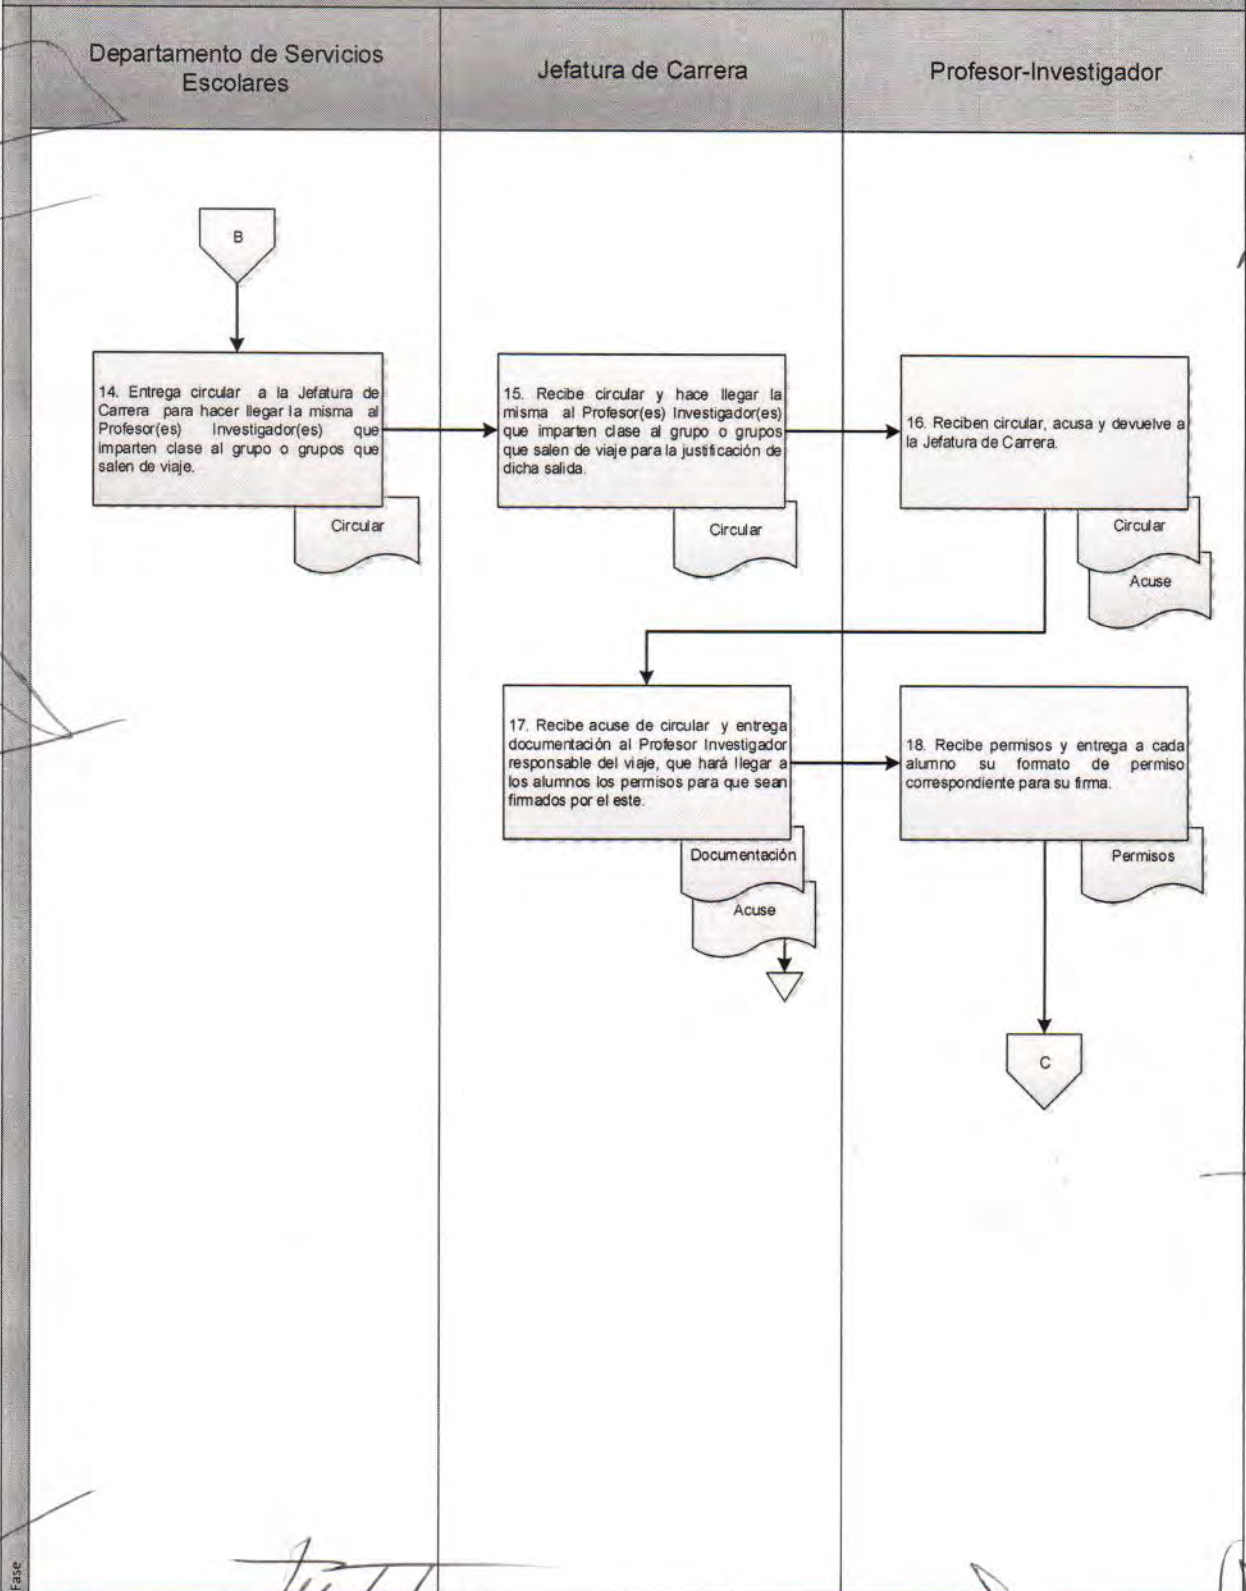 Departamento de Servicios
Escolares
Jefatura de Carrera
Profesor-Investigador
B
14. Entrega circular a la Jefatura de
Carrera para hacer llegar la misma al
Profesor(es) Investigador(es) que
imparten clase al grupo o grupos que
salen de viaje.
Circular
15. Recibe circular y hace llegar la
misma al Profesor(es) Investigador(es)
que imparten clase al grupo o grupos
que salen de viaje para la justificación de
dicha salida.
Circular
16. Reciben circular, acusa y devuelve a
la Jefatura de Carrera.
Circular
Acuse
17. Recibe acuse de circular y entrega
documentación al Profesor Investigador
responsable del viaje, que hará llegar a
los alumnos los permisos para que sean
firmados por el este.
Documentación
Acuse
18. Recibe permisos y entrega a cada
alumno su formato de permiso
correspondiente para su firma.
Permisos
C
Fase